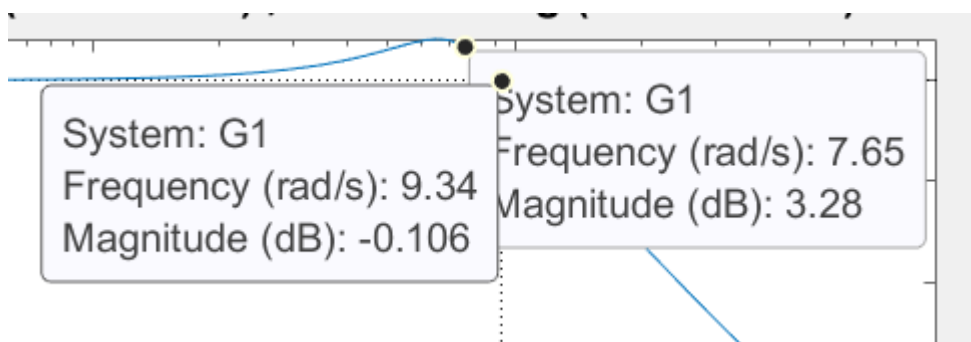 System: G1
Frequency (rad/s): 9.34
Magnitude (dB): -0.106
System: G1
Frequency (rad/s): 7.65
Magnitude (dB): 3.28